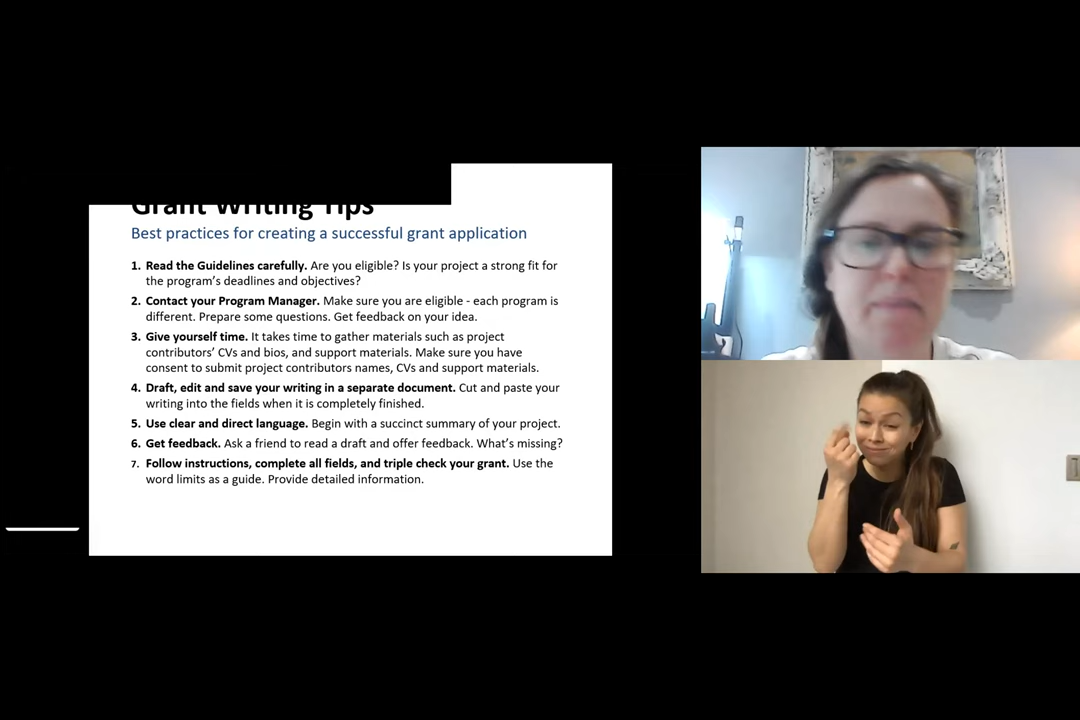 Grant Writing Tips
Best practices for creating a successful grant application
1. Read the Guidelines carefully. Are you eligible? Is your project a strong fit for
the program's deadlines and objectives?
2. Contact your Program Manager. Make sure you are eligible - each program is
different. Prepare some questions. Get feedback on your idea.
3. Give yourself time. It takes time to gather materials such as project
contributors' CVs and bios, and support materials. Make sure you have
consent to submit project contributors names, CVs and support materials.
4. Draft, edit and save your writing in a separate document. Cut and paste your
writing into the fields when it is completely finished.
5. Use clear and direct language. Begin with a succinct summary of your project.
6. Get feedback. Ask a friend to read a draft and offer feedback. What's missing?
7. Follow instructions, complete all fields, and triple check your grant. Use the
word limits as a guide. Provide detailed information.